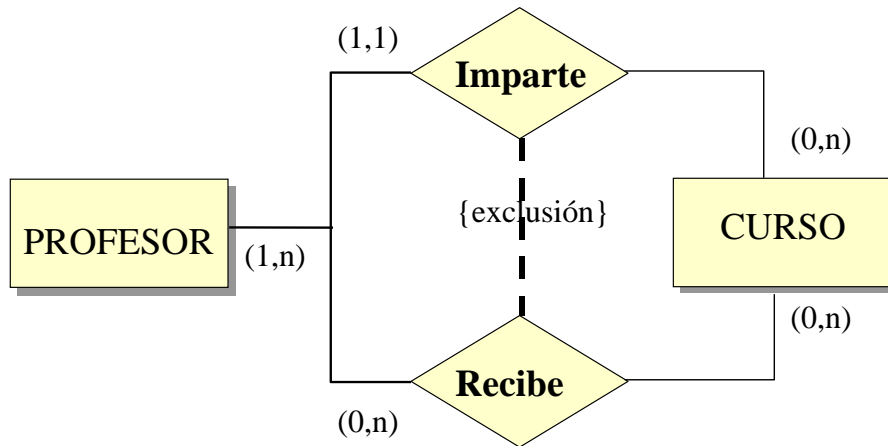 (1,1)
Imparte
(0,n)
{exclusión}
PROFESOR
CURSO
(1,n)
(0,n)
Recibe
(0,n)